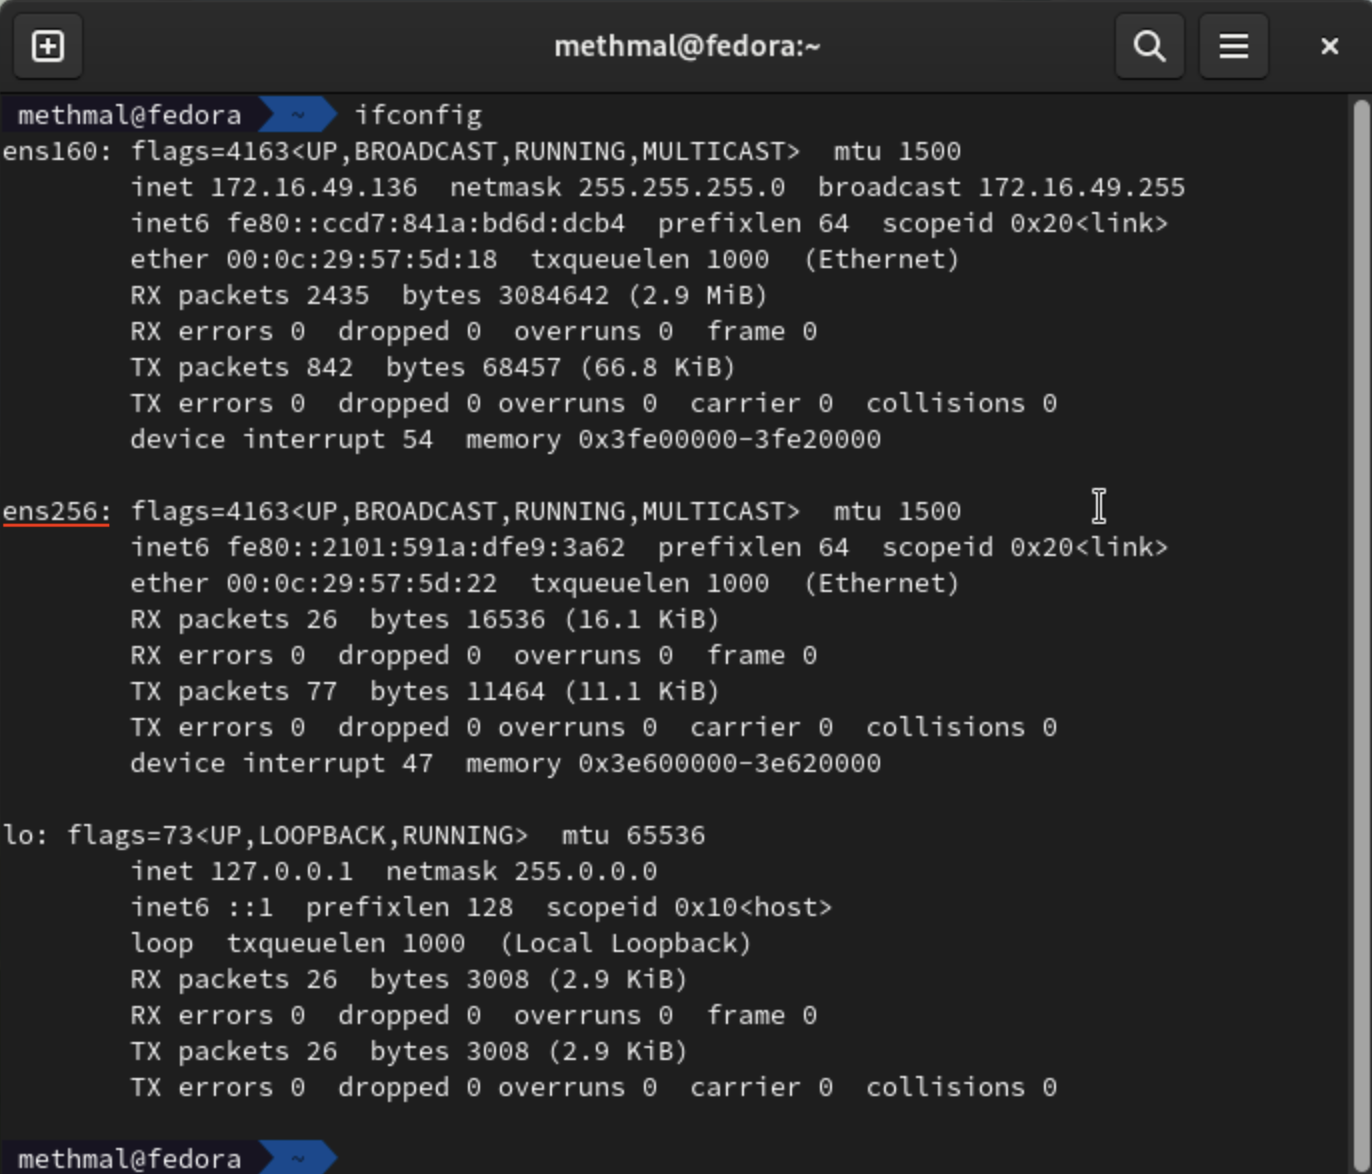 methmal@fedora:~
methmal@fedora ~ ifconfig
ens160: flags=4163<UP,BROADCAST,RUNNING,MULTICAST>  mtu 1500
        inet 172.16.49.136  netmask 255.255.255.0  broadcast 172.16.49.255
        inet6 fe80::ccd7:841a:bd6d:dcb4  prefixlen 64  scopeid 0x20<link>
        ether 00:0c:29:57:5d:18  txqueuelen 1000  (Ethernet)
        RX packets 2435  bytes 3084642 (2.9 MiB)
        RX errors 0  dropped 0  overruns 0  frame 0
        TX packets 842  bytes 68457 (66.8 KiB)
        TX errors 0  dropped 0 overruns 0  carrier 0  collisions 0
        device interrupt 54  memory 0x3fe00000-3fe20000
ens256: flags=4163<UP,BROADCAST,RUNNING,MULTICAST>  mtu 1500
        inet6 fe80::2101:591a:dfe9:3a62  prefixlen 64  scopeid 0x20<link>
        ether 00:0c:29:57:5d:22  txqueuelen 1000  (Ethernet)
        RX packets 26  bytes 16536 (16.1 KiB)
        RX errors 0  dropped 0  overruns 0  frame 0
        TX packets 77  bytes 11464 (11.1 KiB)
        TX errors 0  dropped 0 overruns 0  carrier 0  collisions 0
        device interrupt 47  memory 0x3e600000-3e620000
lo: flags=73<UP,LOOPBACK,RUNNING>  mtu 65536
        inet 127.0.0.1  netmask 255.0.0.0
        inet6 ::1  prefixlen 128  scopeid 0x10<host>
        loop  txqueuelen 1000  (Local Loopback)
        RX packets 26  bytes 3008 (2.9 KiB)
        RX errors 0  dropped 0  overruns 0  frame 0
        TX packets 26  bytes 3008 (2.9 KiB)
        TX errors 0  dropped 0 overruns 0  carrier 0  collisions 0
methmal@fedora ~